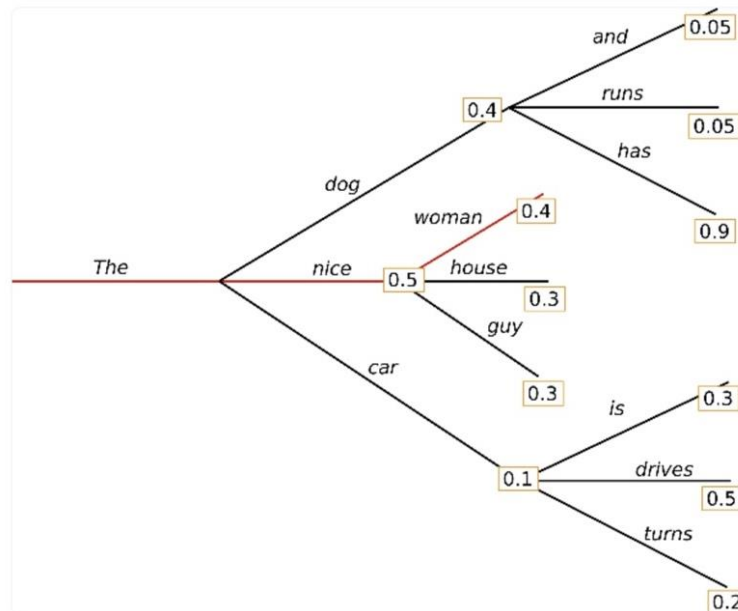 and
0.05
runs
0.4
0.05
has
dog
0.9
woman
0.4
The
nice
0.5
house
0.3
guy
car
0.3
is
0.3
drives
0.1
0.5
turns
0.2